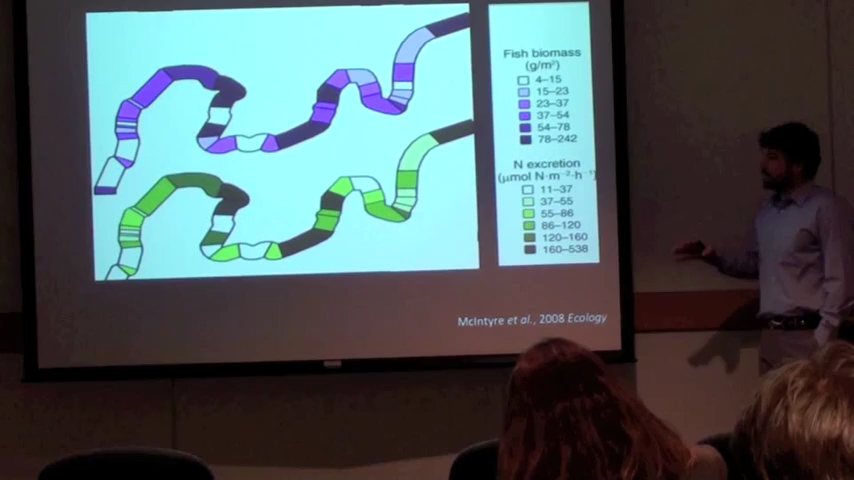 Fish biomass
(g/m²)
4–15
15–23
23–37
37–54
54–78
78–242
N excretion
(μmol N·m⁻²·h⁻¹)
11–37
37–55
55–86
86–120
120–160
160–538
McIntyre et al., 2008 Ecology